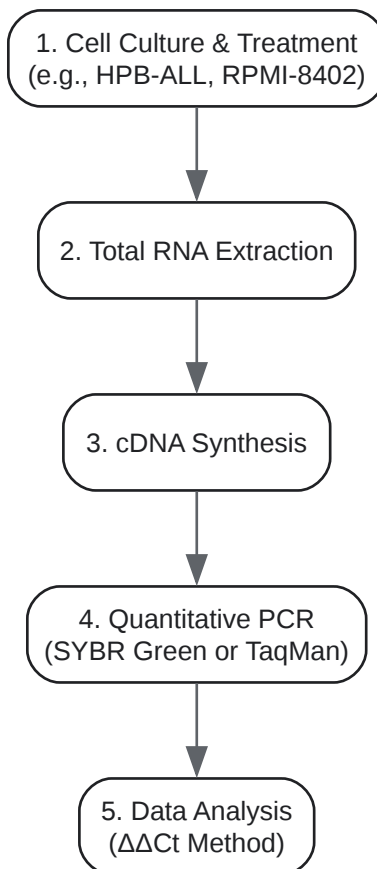 1. Cell Culture & Treatment
(e.g., HPB-ALL, RPMI-8402)
2. Total RNA Extraction
3. cDNA Synthesis
4. Quantitative PCR
(SYBR Green or TaqMan)
5. Data Analysis
(ΔΔCt Method)